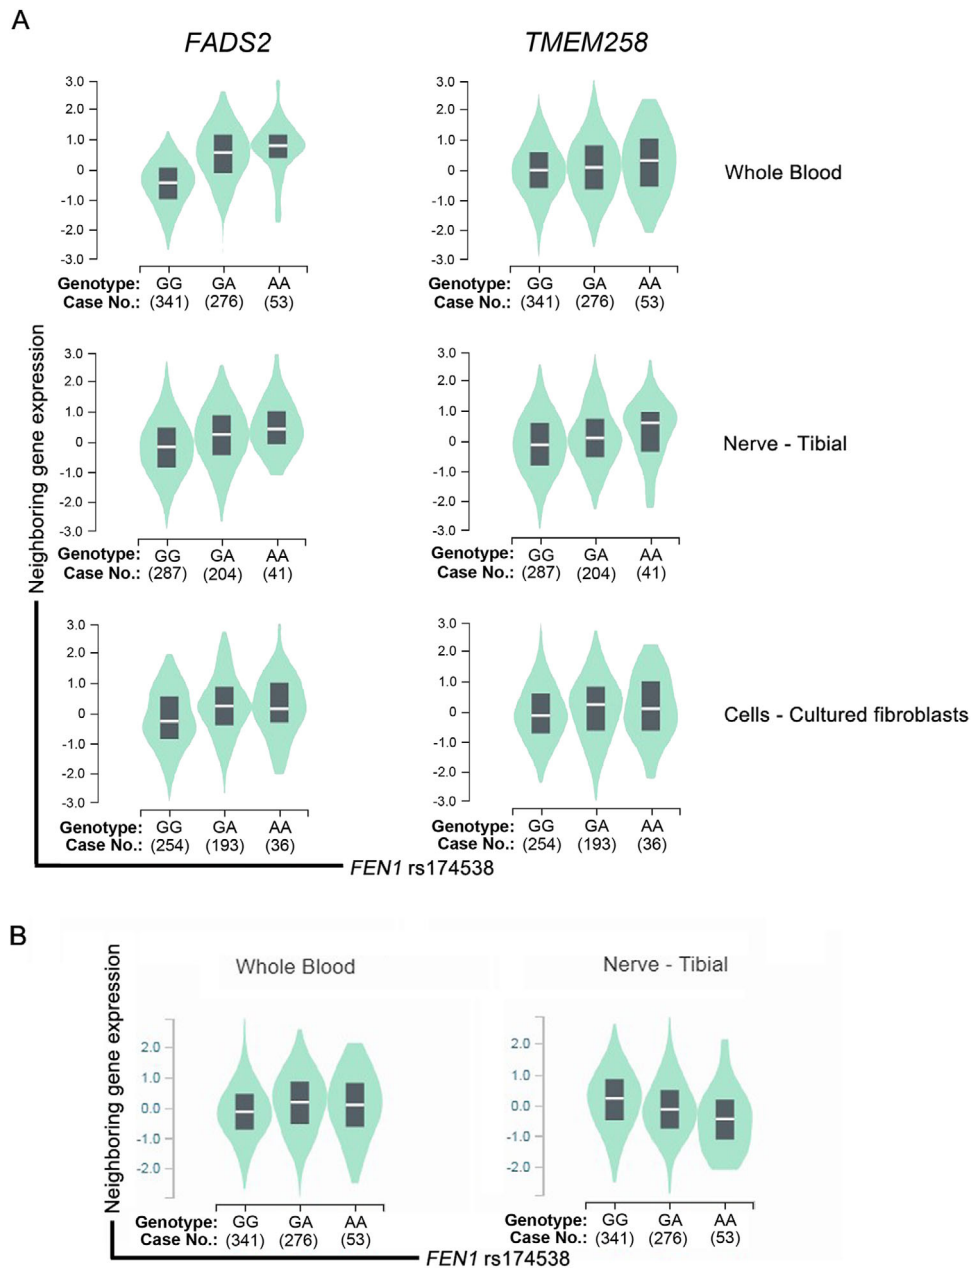 A
FADS2 TMEM258
3.0 3.0
2.0 2.0
1.0 1.0
0 0
-1.0 -1.0
-2.0 -2.0
-3.0 -3.0
Whole Blood
Genotype: GG GA AA Genotype: GG GA AA
Case No.: (341) (276) (53) Case No.: (341) (276) (53)
Neighboring gene expression
3.0 3.0
2.0 2.0
1.0 1.0
0 0
-1.0 -1.0
-2.0 -2.0
-3.0 -3.0
Nerve - Tibial
Genotype: GG GA AA Genotype: GG GA AA
Case No.: (287) (204) (41) Case No.: (287) (204) (41)
3.0 3.0
2.0 2.0
1.0 1.0
0 0
-1.0 -1.0
-2.0 -2.0
-3.0 -3.0
Cells - Cultured fibroblasts
Genotype: GG GA AA Genotype: GG GA AA
Case No.: (254) (193) (36) Case No.: (254) (193) (36)
FEN1 rs174538
B
Neighboring gene expression
Whole Blood Nerve - Tibial
2.0 2.0
1.0 1.0
0.0 0.0
-1.0 -1.0
-2.0 -2.0
Genotype: GG GA AA Genotype: GG GA AA
Case No.: (341) (276) (53) Case No.: (341) (276) (53)
FEN1 rs174538